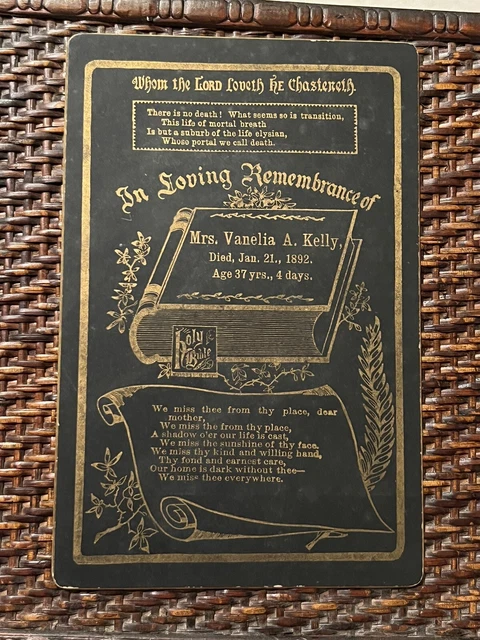 Whom the LORD Loveth HE Chasteneth.
There is no death! What seems so is transition,
This life of mortal breath
Is but a suburb of the life elysian,
Whose portal we call death.
In Loving Remembrance of
Mrs. Vanelia A. Kelly,
Died, Jan. 21., 1892.
Age 37 yrs., 4 days.
Holy
Bible
We miss thee from thy place, dear
mother,
We miss the from thy place,
A shadow o'er our life is cast,
We miss the sunshine of thy face.
We miss thy kind and willing hand,
Thy fond and earnest care,
Our home is dark without thee—
We miss thee everywhere.